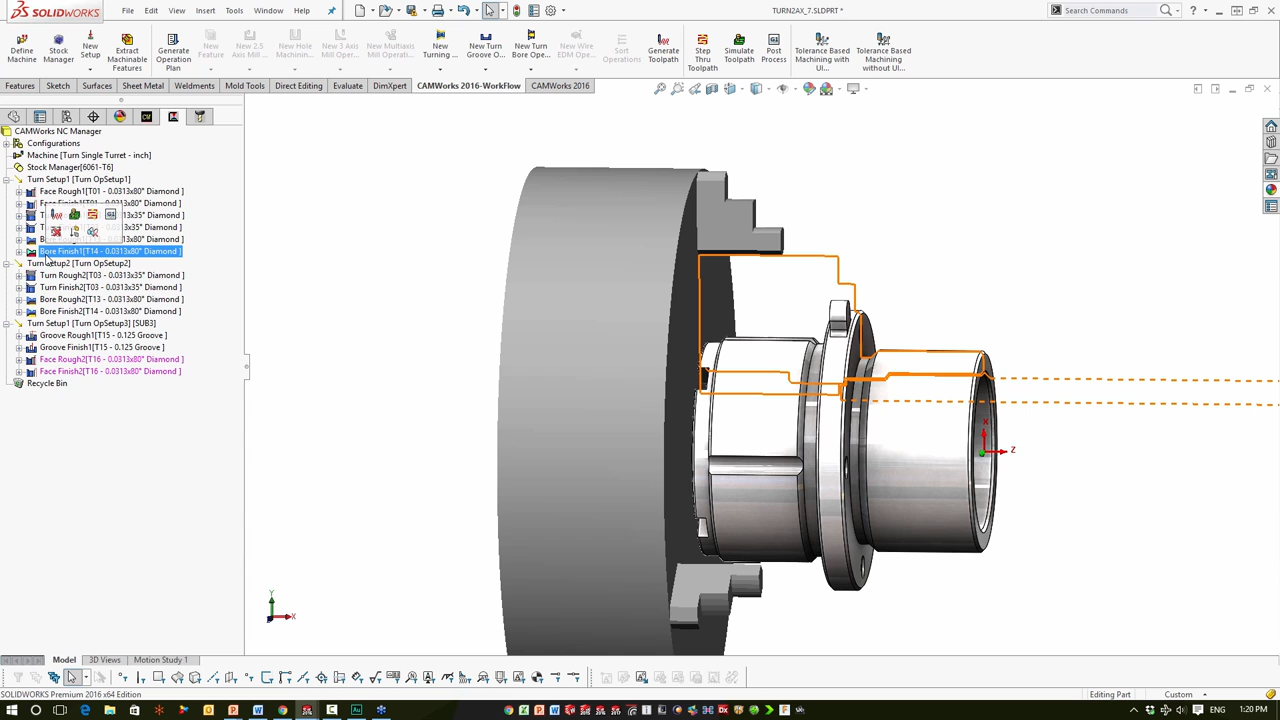 SOLIDWORKS
File
Edit
View
Insert
Tools
Window
Help
TURN2AX_7.SLDPRT *
Search Commands
Define Machine
Stock Manager
New Setup
Extract Machinable Features
Generate Operation Plan
New Feature
New 2.5 Axis Mill ...
New Hole Machinin...
New 3 Axis Mill Oper...
New Multiaxis Mill Operati...
New Turning ...
New Turn Groove O...
New Turn Bore Ope...
New Wire EDM Operat...
Sort Operations
Generate Toolpath
Step Thru Toolpath
Simulate Toolpath
Post Process
Tolerance Based Machining with UI...
Tolerance Based Machining without UI...
Features
Sketch
Surfaces
Sheet Metal
Weldments
Mold Tools
Direct Editing
Evaluate
DimXpert
CAMWorks 2016-WorkFlow
CAMWorks 2016
CAMWorks NC Manager
Configurations
Machine [Turn Single Turret - inch]
Stock Manager[6061-T6]
Turn Setup1 [Turn OpSetup1]
Face Rough1[T01 - 0.0313x80° Diamond ]
x80° Diamond ]
13x35° Diamond ]
x35° Diamond ]
x80° Diamond ]
Bore Finish1[T14 - 0.0313x80° Diamond ]
Turn Setup2 [Turn OpSetup2]
Turn Rough2[T03 - 0.0313x35° Diamond ]
Turn Finish2[T03 - 0.0313x35° Diamond ]
Bore Rough2[T13 - 0.0313x80° Diamond ]
Bore Finish2[T14 - 0.0313x80° Diamond ]
Turn Setup1 [Turn OpSetup3] [SUB3]
Groove Rough1[T15 - 0.125 Groove ]
Groove Finish1[T15 - 0.125 Groove ]
Face Rough2[T16 - 0.0313x80° Diamond ]
Face Finish2[T16 - 0.0313x80° Diamond ]
Recycle Bin
X
Z
Y
X
Model
3D Views
Motion Study 1
SOLIDWORKS Premium 2016 x64 Edition
Editing Part
Custom
ENG
1:20 PM